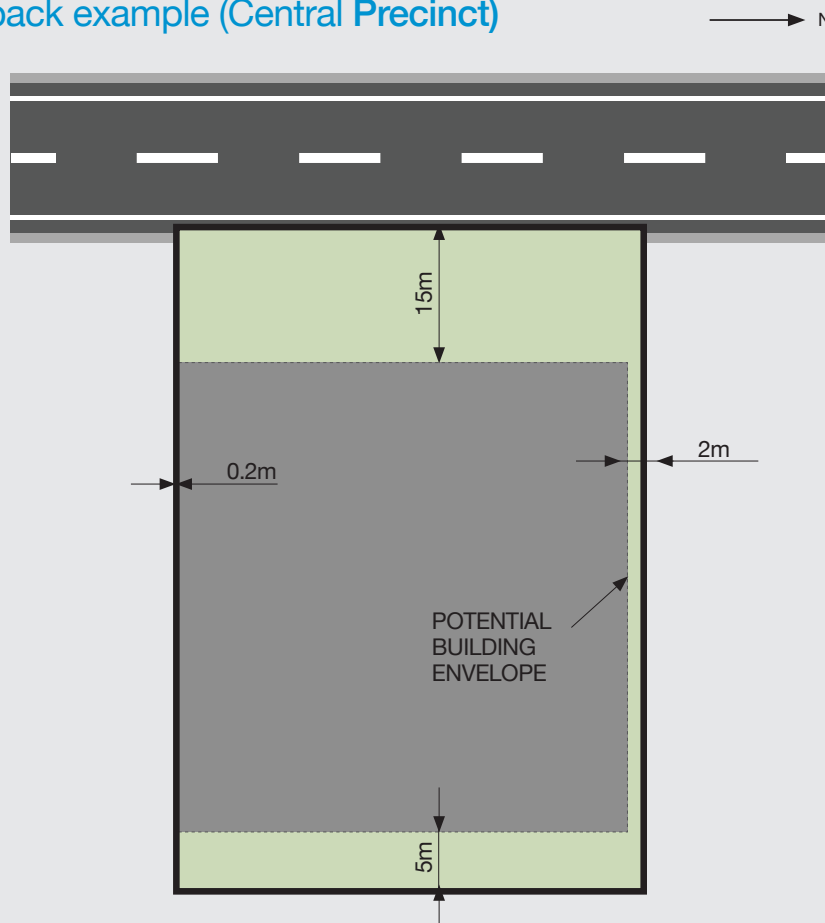 back example (Central Precinct)
N
15m
0.2m
2m
POTENTIAL
BUILDING
ENVELOPE
5m